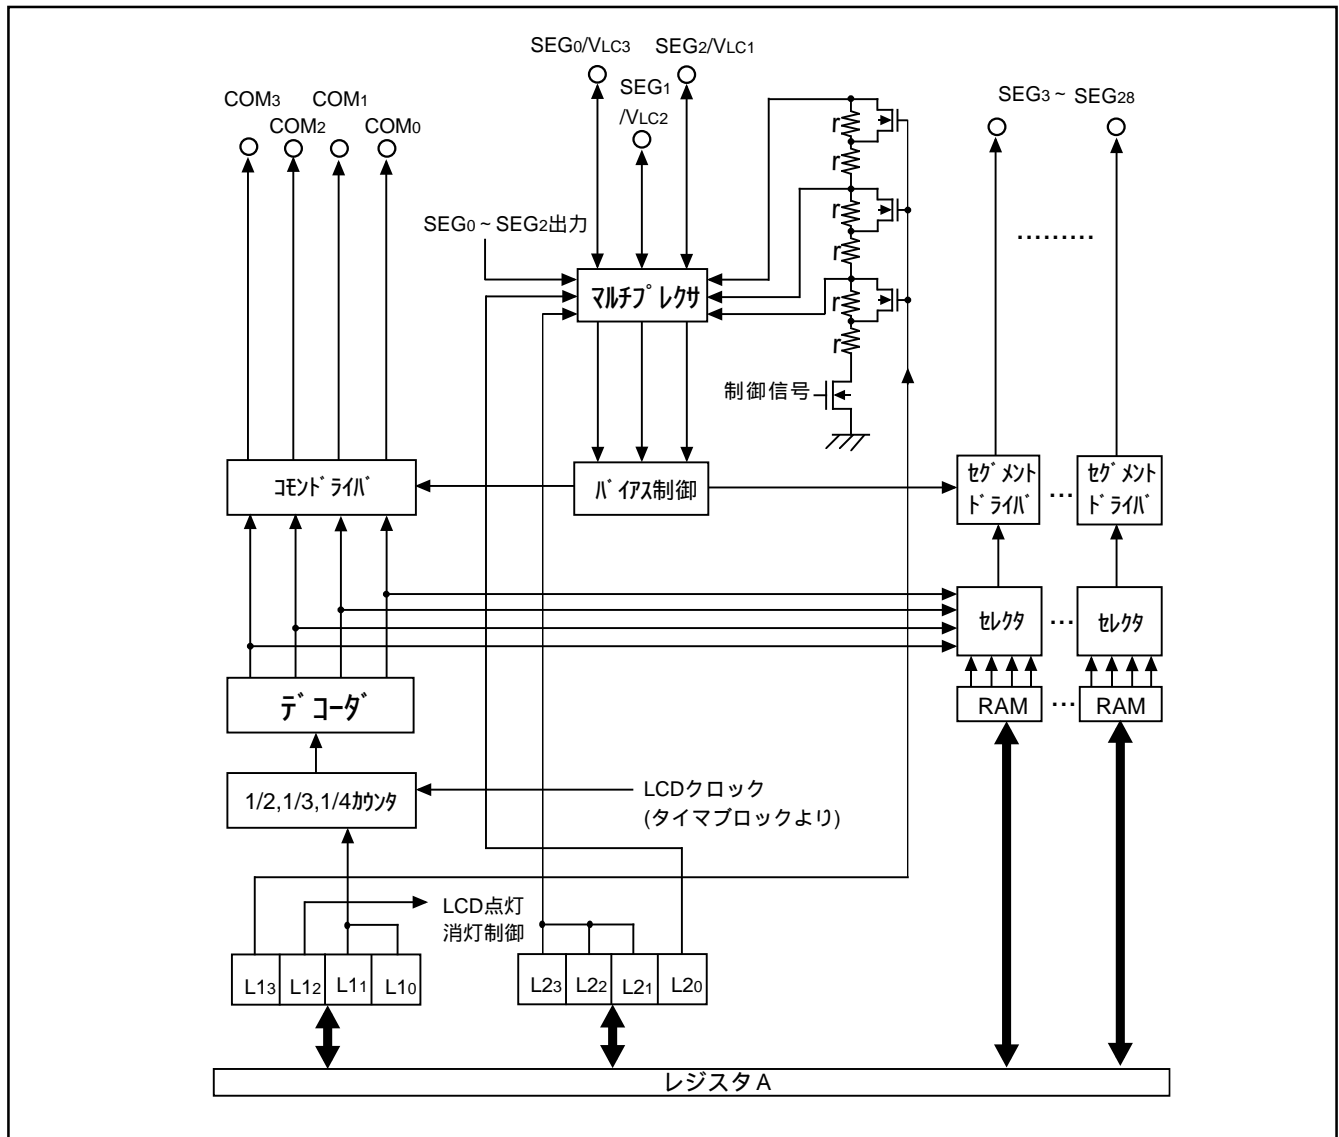 SEG0/VLC3
SEG2/VLC1
SEG1
/VLC2
COM3
COM2
COM1
COM0
SEG3 ~ SEG28
r
r
r
r
r
r
SEG0 ~ SEG2出力
マルチプレクサ
制御信号
コモンドライバ
バイアス制御
セグメント
ドライバ
...
セグメント
ドライバ
セレクタ
...
セレクタ
デコーダ
RAM
...
RAM
1/2,1/3,1/4カウンタ
LCDクロック
(タイマブロックより)
LCD点灯
消灯制御
L13 L12 L11 L10
L23 L22 L21 L20
レジスタ A